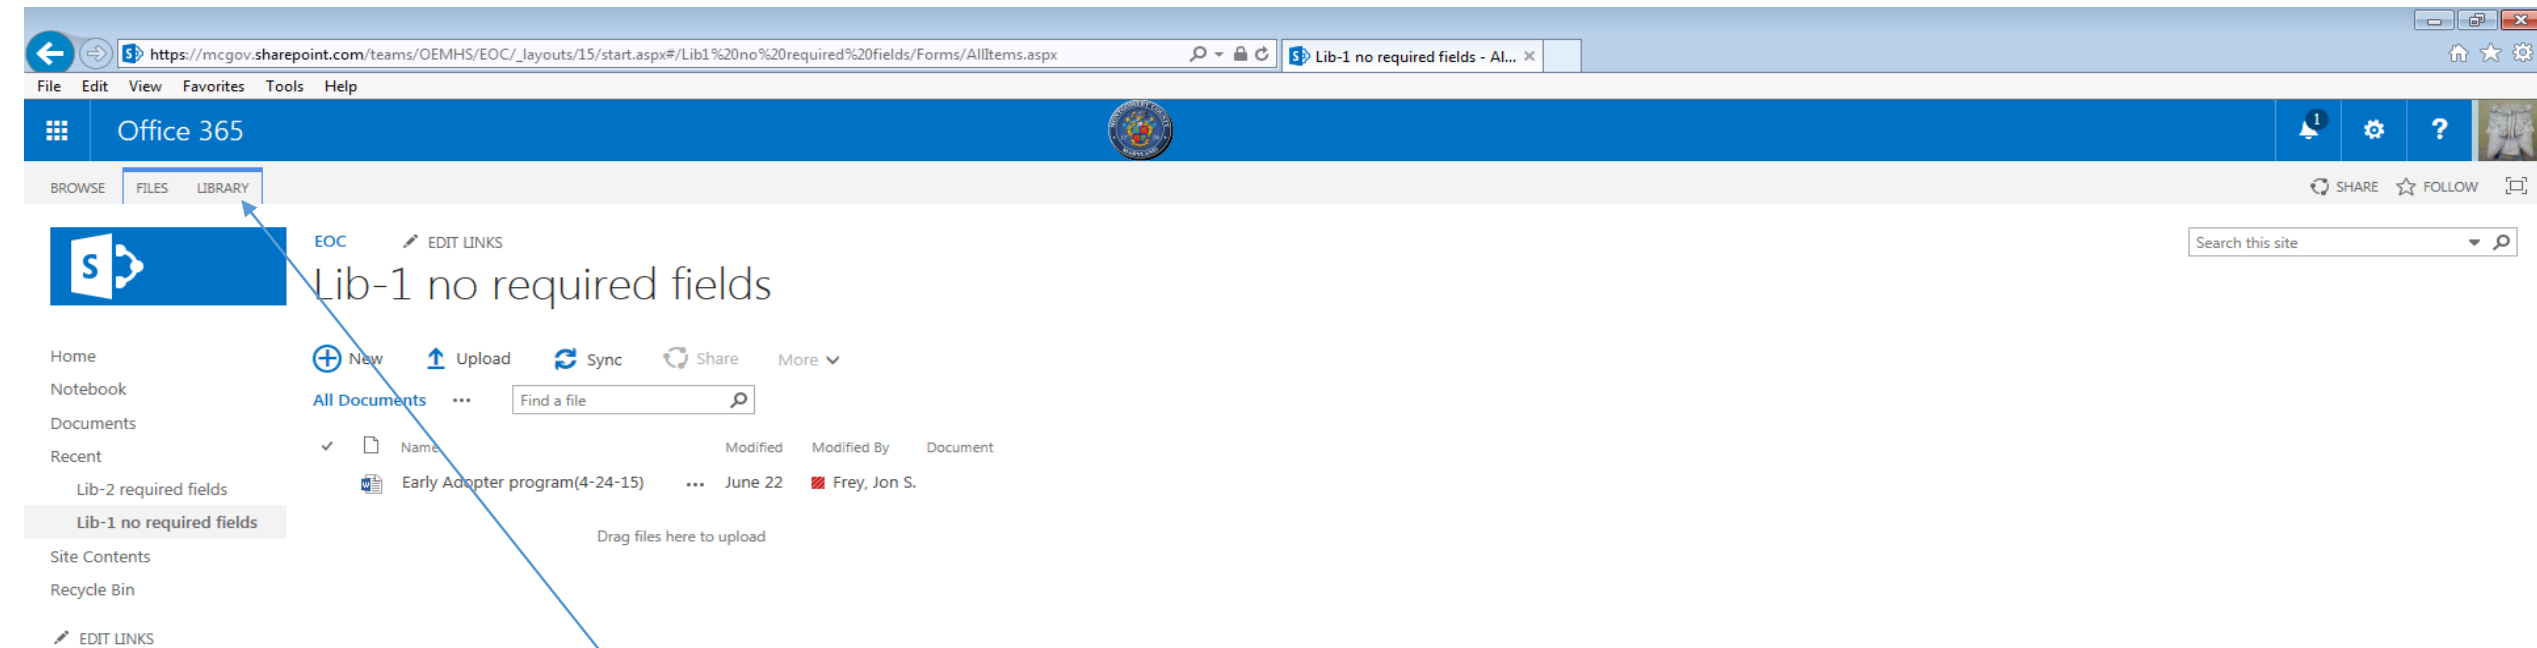 https://mcgov.sharepoint.com/teams/OEMHS/EOC/_layouts/15/start.aspx#/Lib1%20no%20required%20fields/Forms/AllItems.aspx
Lib-1 no required fields - Al...
File Edit View Favorites Tools Help
Office 365
1
?
BROWSE FILES LIBRARY
SHARE FOLLOW
S
EOC EDIT LINKS
Search this site
Lib-1 no required fields
Home
New Upload Sync Share More
Notebook
All Documents ... Find a file
Documents
Name Modified Modified By Document
Recent
Early Adopter program(4-24-15) ... June 22 Frey, Jon S.
Lib-2 required fields
Lib-1 no required fields
Drag files here to upload
Site Contents
Recycle Bin
EDIT LINKS